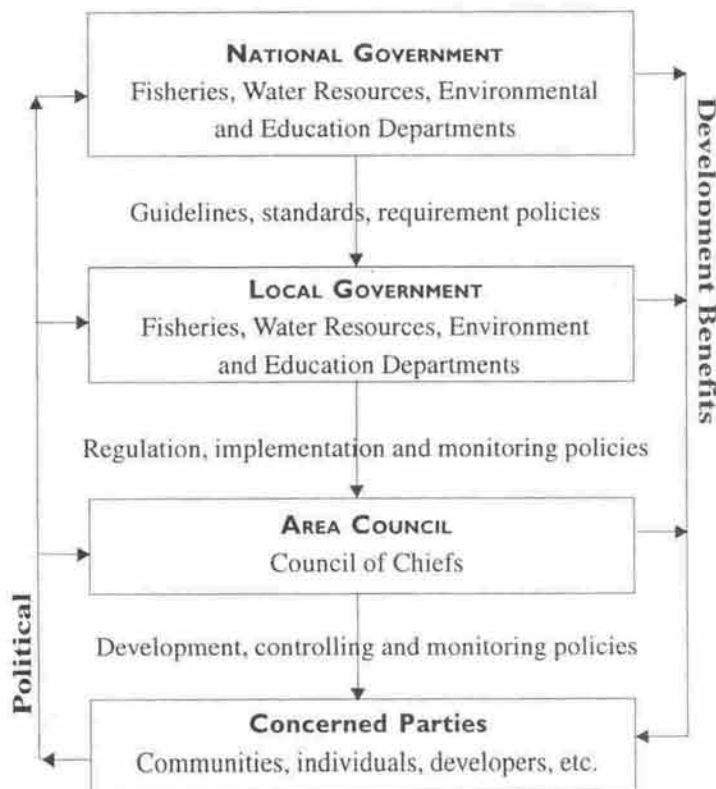 NATIONAL GOVERNMENT
Fisheries, Water Resources, Environmental
and Education Departments
Guidelines, standards, requirement policies
LOCAL GOVERNMENT
Fisheries, Water Resources, Environment
and Education Departments
Regulation, implementation and monitoring policies
AREA COUNCIL
Council of Chiefs
Development, controlling and monitoring policies
Concerned Parties
Communities, individuals, developers, etc.
Political
Development Benefits